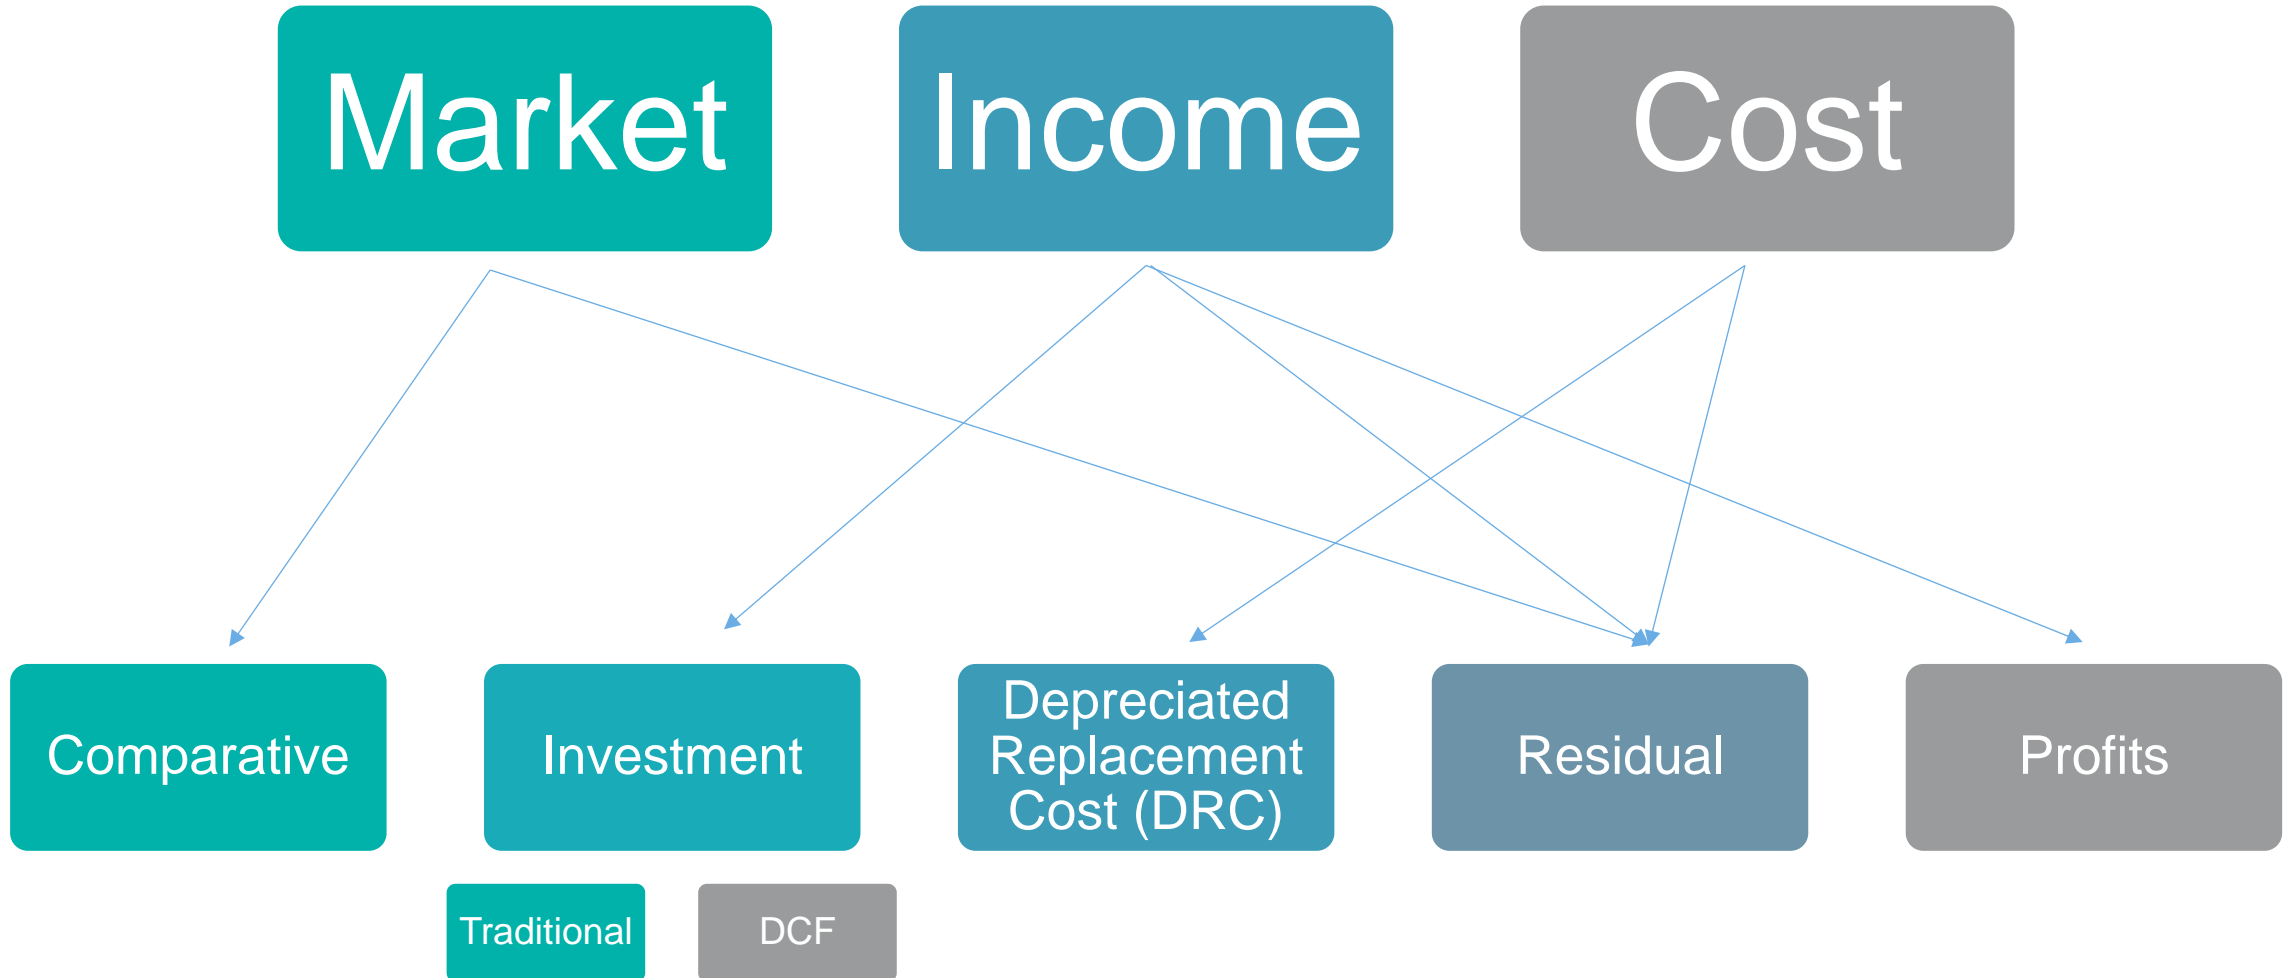 Market
Income
Cost
Comparative
Investment
Depreciated
Replacement
Cost (DRC)
Residual
Profits
Traditional
DCF